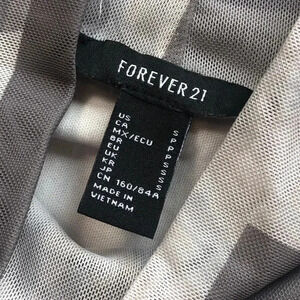 FOREVER 21
US S
CA P
MX/ECU P
BR P
EU S
UK S
KR S
JP S
CN 160/84A
MADE IN
VIETNAM